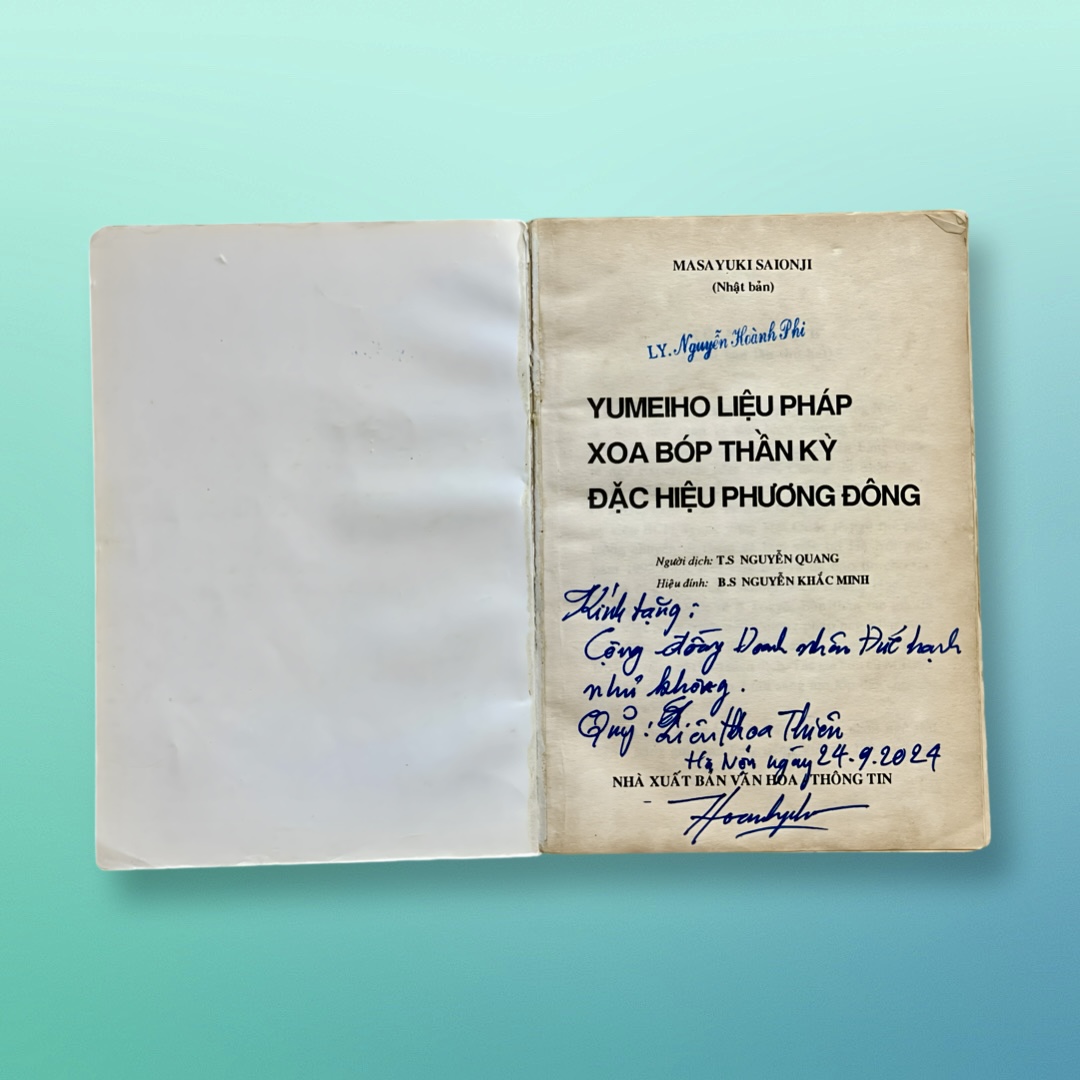 MASAYUKI SAIONJI
(Nhật bản)
LY. Nguyễn Hoành Phi
YUMEIHO LIỆU PHÁP
XOA BÓP THẦN KỲ
ĐẶC HIỆU PHƯƠNG ĐÔNG
Người dịch: T.S NGUYỄN QUANG
Hiệu đính: B.S NGUYỄN KHẮC MINH
Kính tặng:
Cộng đồng Doanh nhân Đức hạnh
như không.
Quỹ: Liên Hoa Thiên
Hà Nội ngày 24.9.2024
NHÀ XUẤT BẢN VĂN HÓA THÔNG TIN